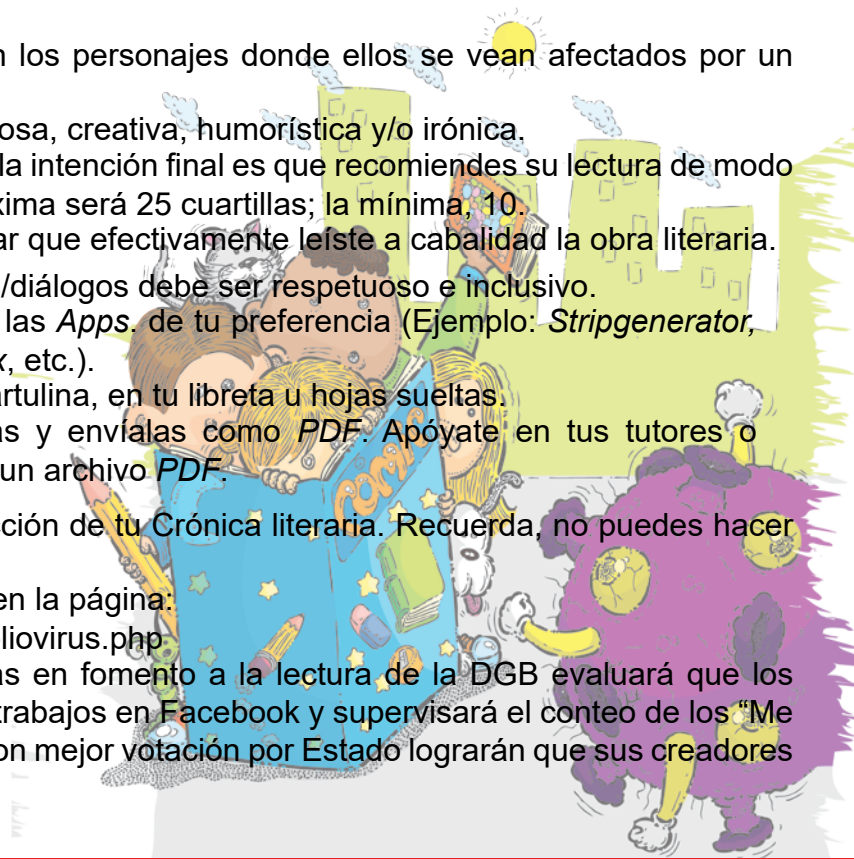 n los personajes donde ellos se vean afectados por un
osa, creativa, humorística y/o irónica.
la intención final es que recomiendes su lectura de modo
xima será 25 cuartillas; la mínima, 10.
ar que efectivamente leíste a cabalidad la obra literaria.
/diálogos debe ser respetuoso e inclusivo.
las Apps. de tu preferencia (Ejemplo: Stripgenerator,
x, etc.).
artulina, en tu libreta u hojas sueltas.
as y envíalas como PDF. Apóyate en tus tutores o
un archivo PDF.
cción de tu Crónica literaria. Recuerda, no puedes hacer
en la página:
liovirus.php
as en fomento a la lectura de la DGB evaluará que los
trabajos en Facebook y supervisará el conteo de los “Me
on mejor votación por Estado lograrán que sus creadores